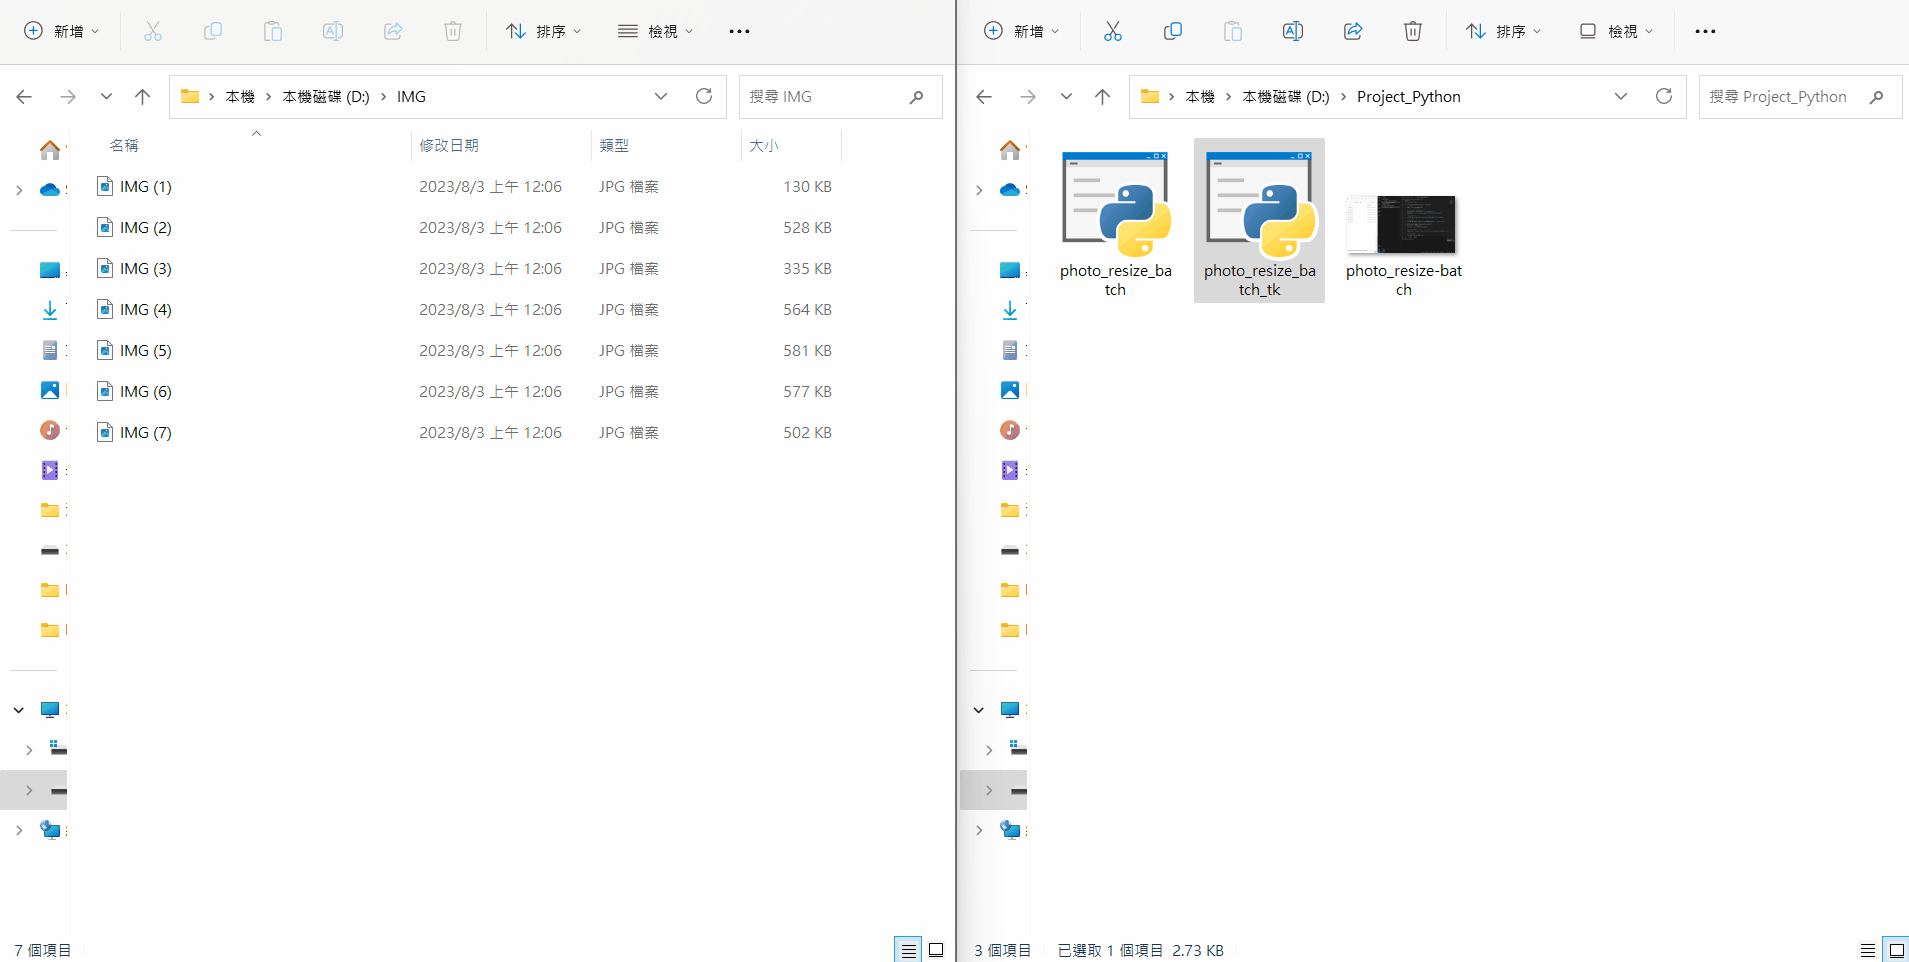 新增
排序
檢視
本機 > 本機磁碟 (D:) > IMG
搜尋 IMG
名稱 修改日期 類型 大小
IMG (1) 2023/8/3 上午 12:06 JPG 檔案 130 KB
IMG (2) 2023/8/3 上午 12:06 JPG 檔案 528 KB
IMG (3) 2023/8/3 上午 12:06 JPG 檔案 335 KB
IMG (4) 2023/8/3 上午 12:06 JPG 檔案 564 KB
IMG (5) 2023/8/3 上午 12:06 JPG 檔案 581 KB
IMG (6) 2023/8/3 上午 12:06 JPG 檔案 577 KB
IMG (7) 2023/8/3 上午 12:06 JPG 檔案 502 KB
7 個項目
新增
排序
檢視
本機 > 本機磁碟 (D:) > Project_Python
搜尋 Project_Python
photo_resize_ba
tch
photo_resize_ba
tch_tk
photo_resize-bat
ch
3 個項目 已選取 1 個項目 2.73 KB